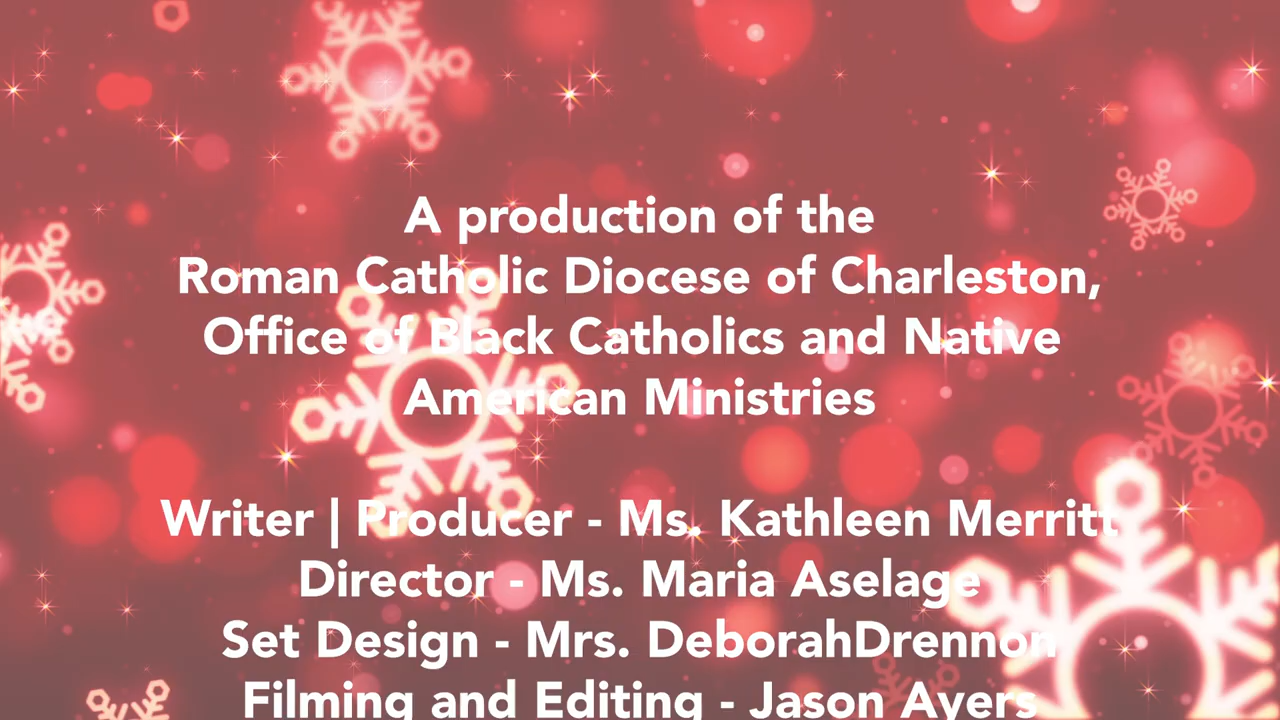 A production of the
Roman Catholic Diocese of Charleston,
Office of Black Catholics and Native
American Ministries
Writer | Producer - Ms. Kathleen Merritt
Director - Ms. Maria Aselage
Set Design - Mrs. DeborahDrennon
Filming and Editing - Jason Ayers